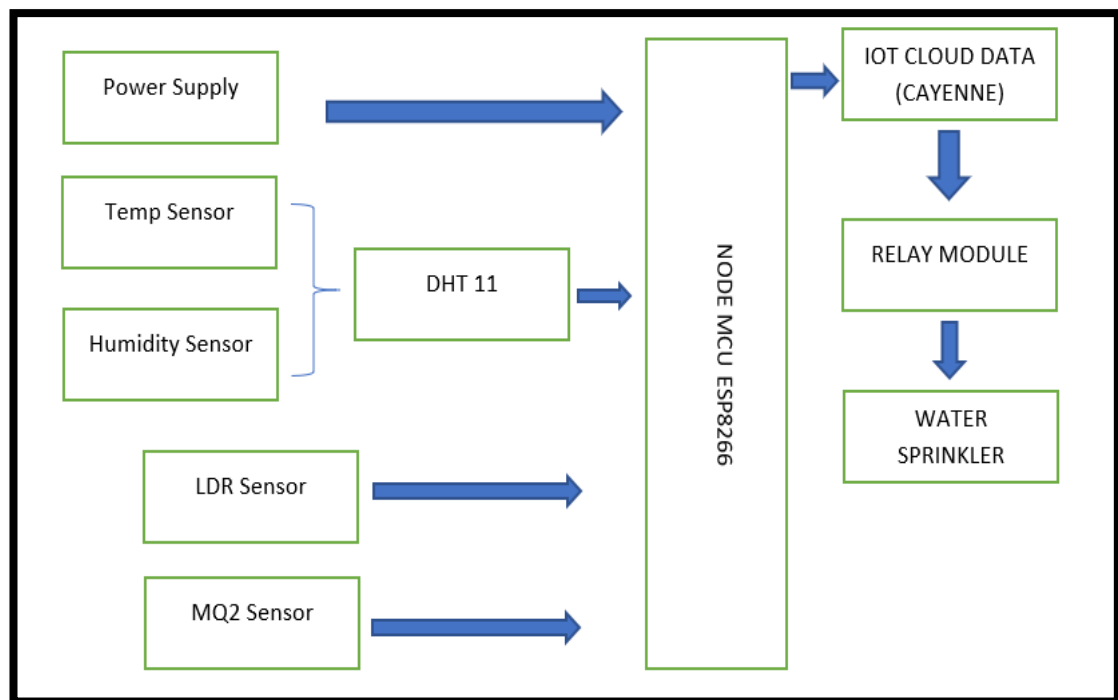 Power Supply
Temp Sensor
Humidity Sensor
DHT 11
LDR Sensor
MQ2 Sensor
NODE MCU ESP8266
IOT CLOUD DATA
(CAYENNE)
RELAY MODULE
WATER
SPRINKLER